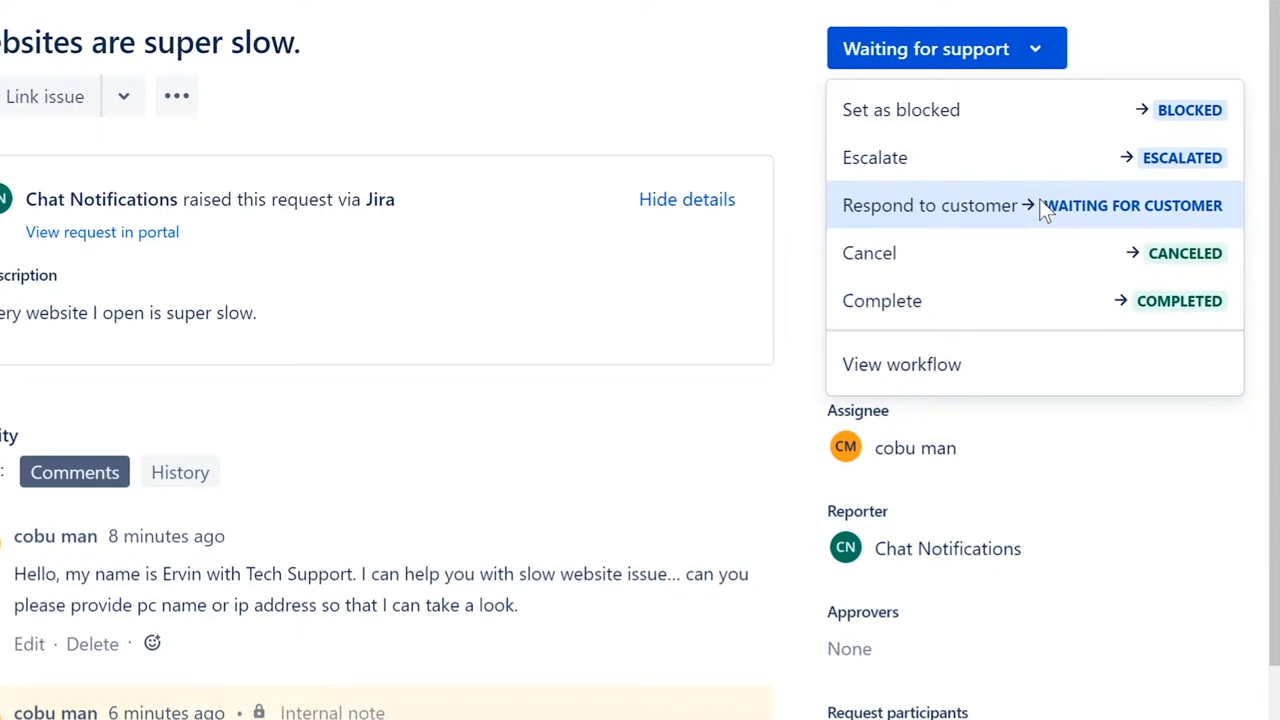 bsites are super slow.
Link issue
Chat Notifications raised this request via Jira
Hide details
View request in portal
scription
ery website I open is super slow.
ity
:
Comments
History
cobu man 8 minutes ago
Hello, my name is Ervin with Tech Support. I can help you with slow website issue... can you
please provide pc name or ip address so that I can take a look.
Edit · Delete ·
cobu man 6 minutes ago • Internal note
Waiting for support
Set as blocked → BLOCKED
Escalate → ESCALATED
Respond to customer → WAITING FOR CUSTOMER
Cancel → CANCELED
Complete → COMPLETED
View workflow
Assignee
CM cobu man
Reporter
CN Chat Notifications
Approvers
None
Request participants